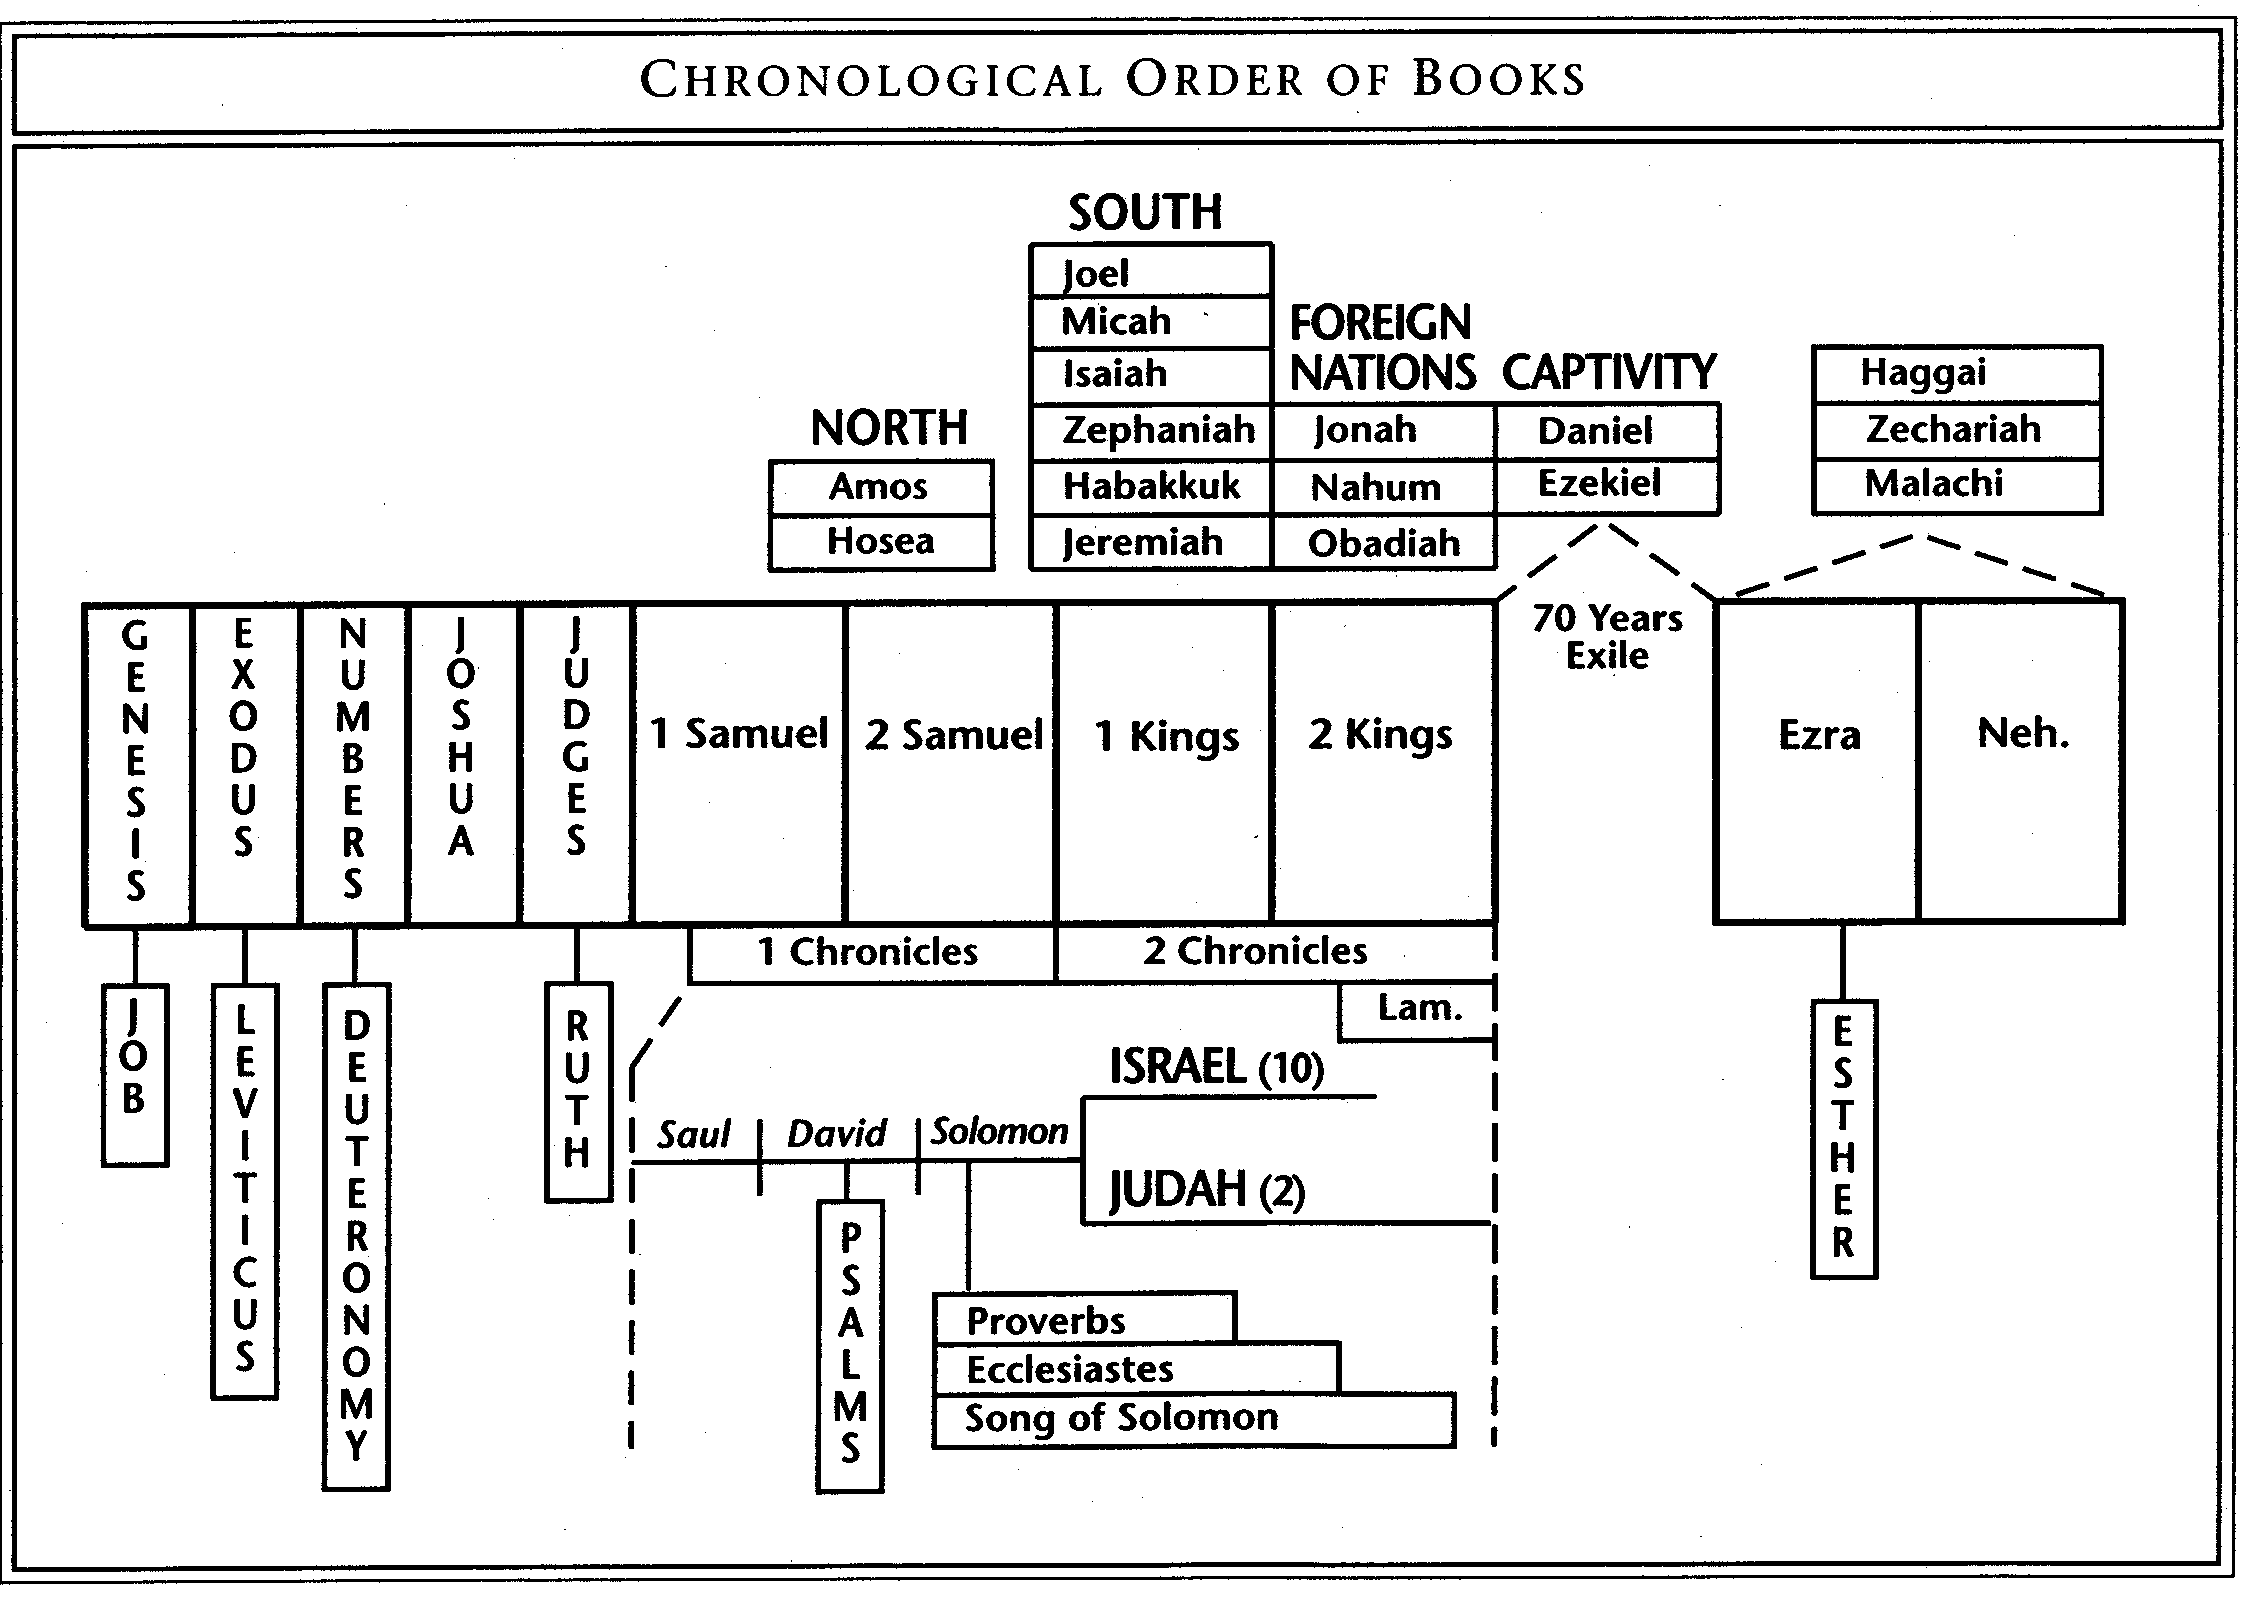 CHRONOLOGICAL ORDER OF BOOKS
SOUTH
Joel
Micah
Isaiah
Zephaniah
Habakkuk
Jeremiah
FOREIGN
NATIONS
Jonah
Nahum
Obadiah
CAPTIVITY
Daniel
Ezekiel
Haggai
Zechariah
Malachi
NORTH
Amos
Hosea
GENESIS
EXODUS
NUMBERS
JOSHUA
JUDGES
1 Samuel
2 Samuel
1 Kings
2 Kings
70 Years
Exile
Ezra
Neh.
1 Chronicles
2 Chronicles
Lam.
JOB
LEVITICUS
DEUTERONOMY
RUTH
ISRAEL (10)
Saul
David
Solomon
JUDAH (2)
PSALMS
Proverbs
Ecclesiastes
Song of Solomon
ESTHER